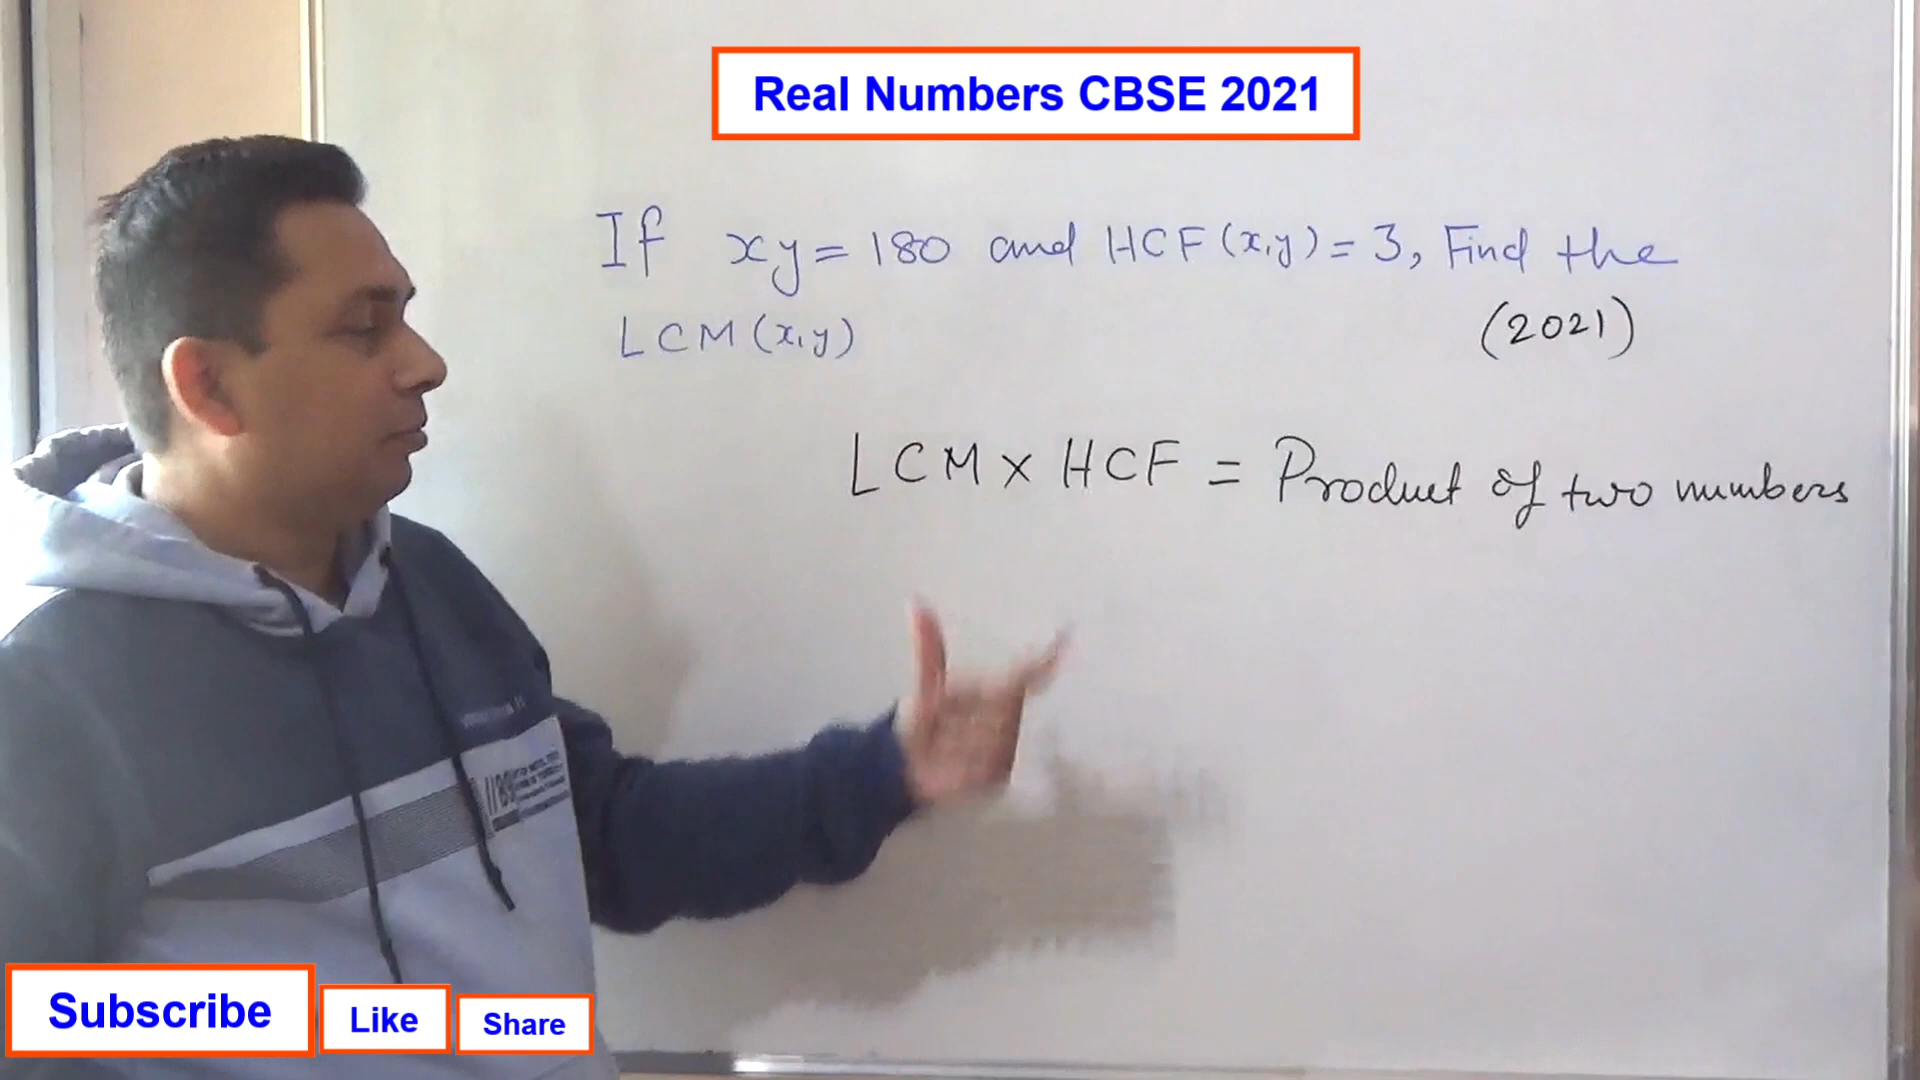 Real Numbers CBSE 2021
If xy = 180 and HCF (x,y) = 3, Find the
LCM (x,y)
(2021)
LCM x HCF = Product of two numbers
Subscribe
Like
Share